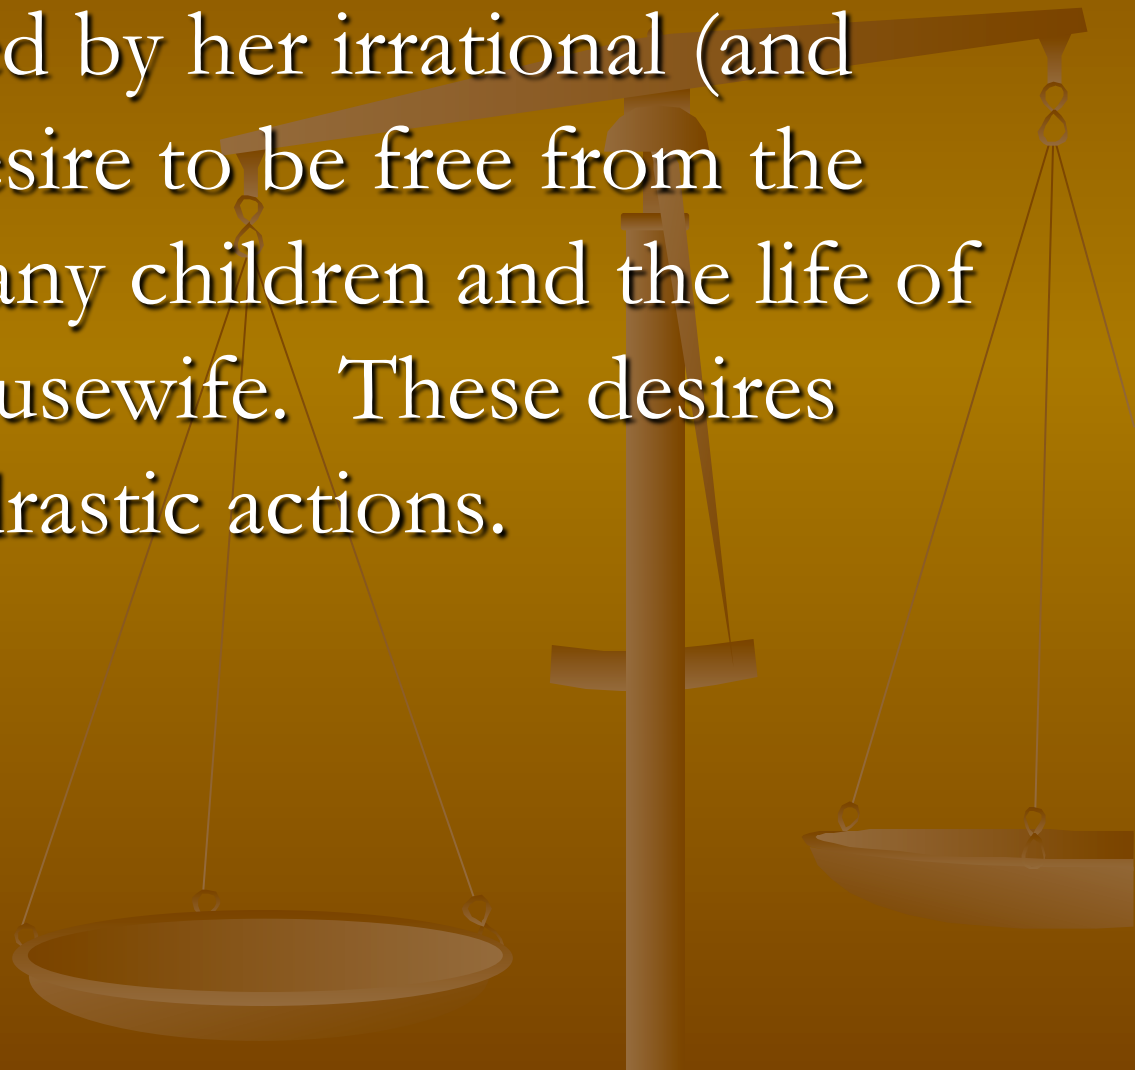 d by her irrational (and
esire to be free from the
any children and the life of
usewife.  These desires
rastic actions.